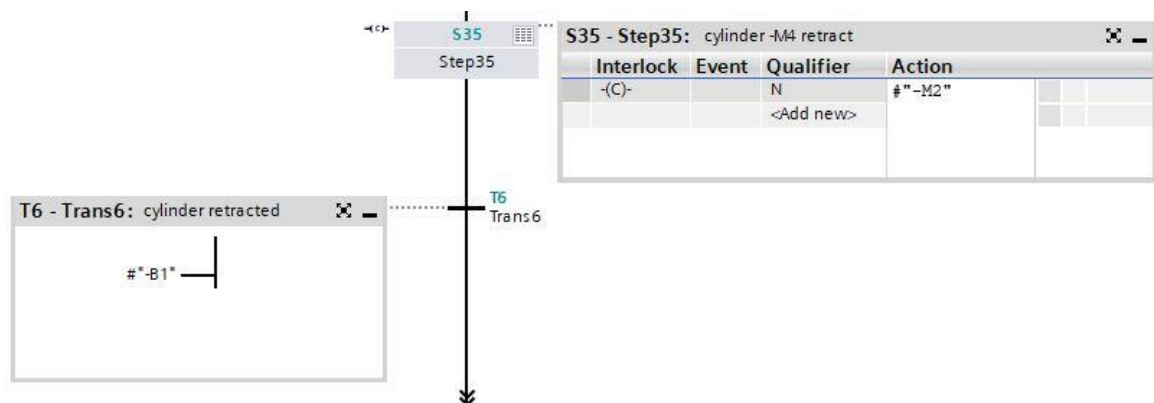 -(C)-
S35
Step35
S35 - Step35: cylinder -M4 retract
Interlock Event Qualifier Action
-(C)- N #"-M2"
<Add new>
T6
Trans6
T6 - Trans6: cylinder retracted
#"-B1"